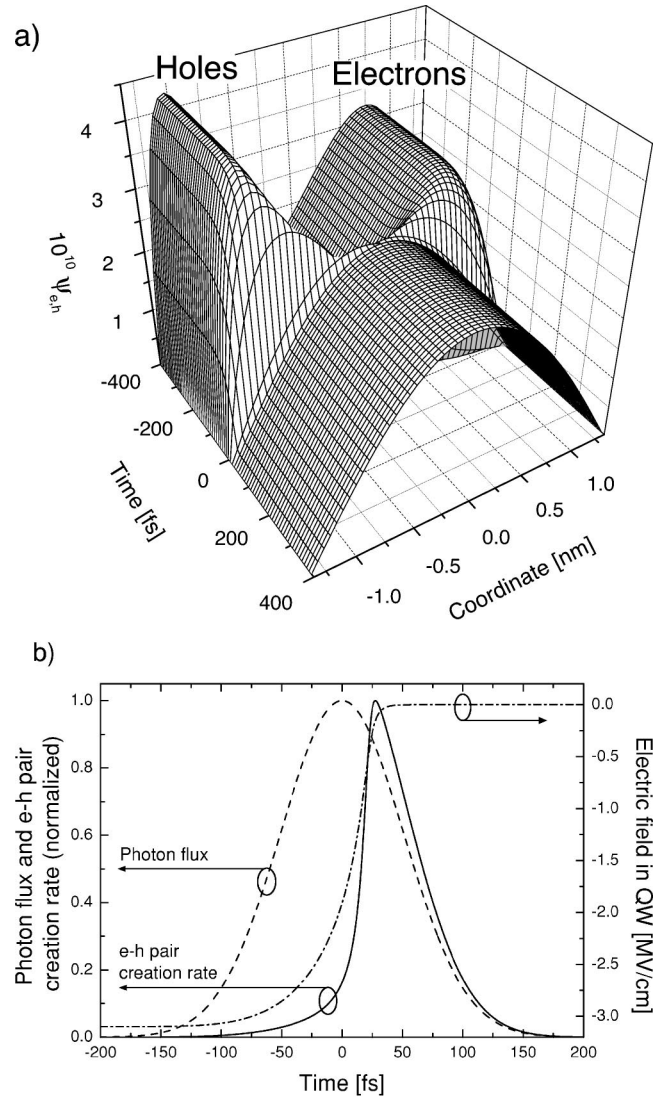 a)
Holes
Electrons
4
3
2
1
10¹⁰ ψe,h
-400
-200
0
200
400
Time [fs]
-1.0
-0.5
0.0
0.5
1.0
Coordinate [nm]
b)
Photon flux and e-h pair
creation rate (normalized)
1.0
0.8
0.6
0.4
0.2
0.0
Photon flux
e-h pair
creation rate
0.0
-0.5
-1.0
-1.5
-2.0
-2.5
-3.0
Electric field in QW [MV/cm]
-200
-150
-100
-50
0
50
100
150
200
Time [fs]